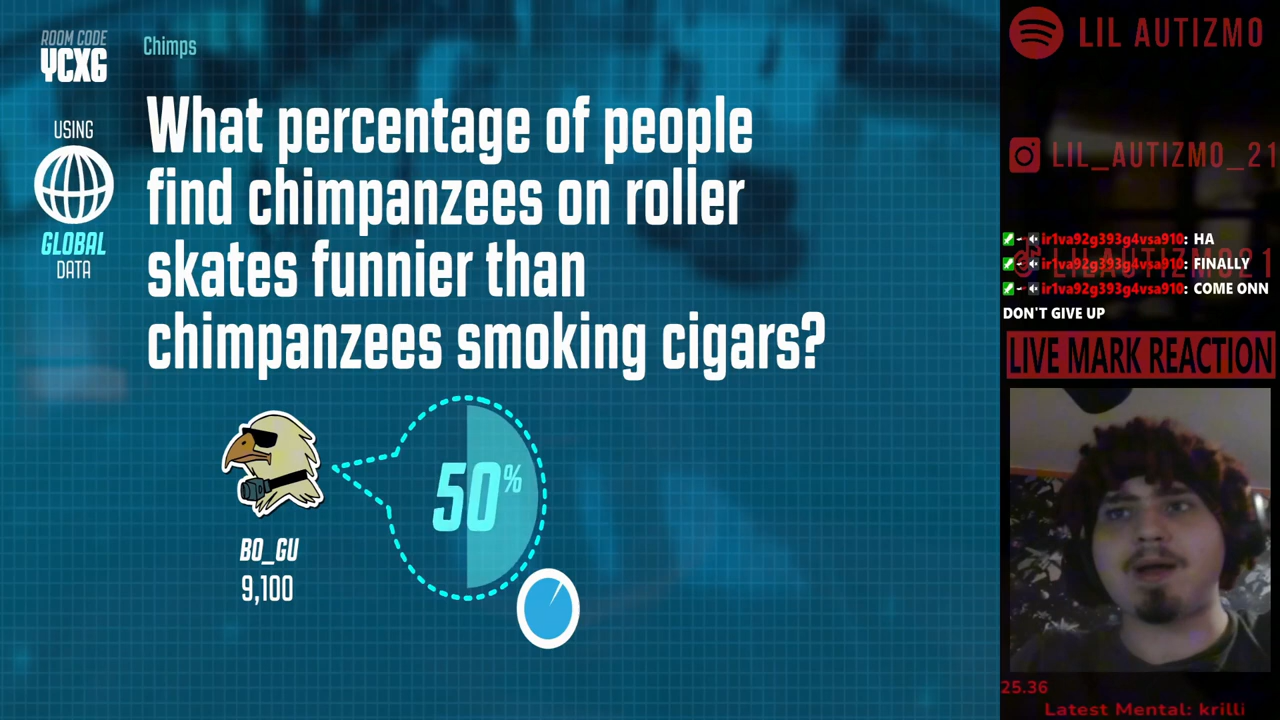 ROOM CODE
YCXG
Chimps
USING
GLOBAL
DATA
What percentage of people
find chimpanzees on roller
skates funnier than
chimpanzees smoking cigars?
50%
BO_GU
9,100
LIL AUTIZMO
LIL_AUTIZMO_21
ir1va92g393g4vsa910: HA
ir1va92g393g4vsa910: FINALLY
ir1va92g393g4vsa910: COME ONN
DON'T GIVE UP
LIVE MARK REACTION
25.36
Latest Mental: krilli